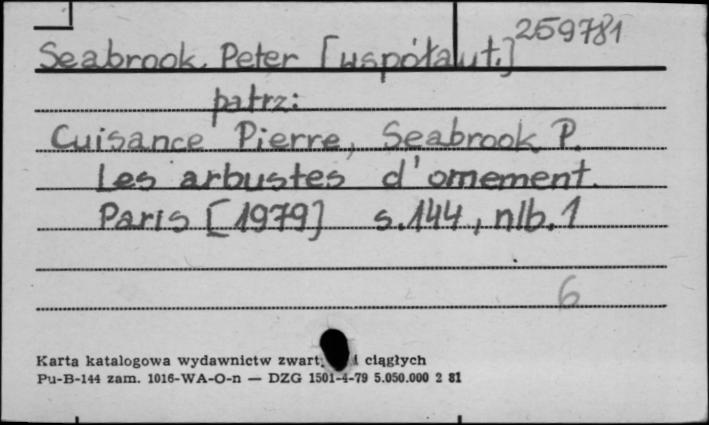 259781
Seabrook, Peter [współaut.]
patrz:
Cuisance Pierre, Seabrook P.
Les arbustes d'ornement.
Paris [1979] s.144, nlb.1
6
Karta katalogowa wydawnictw i ciągłych
Pu-B-144 zam. 1016-WA-O-n — DZG 1501-4-79 5.050.000 2 81